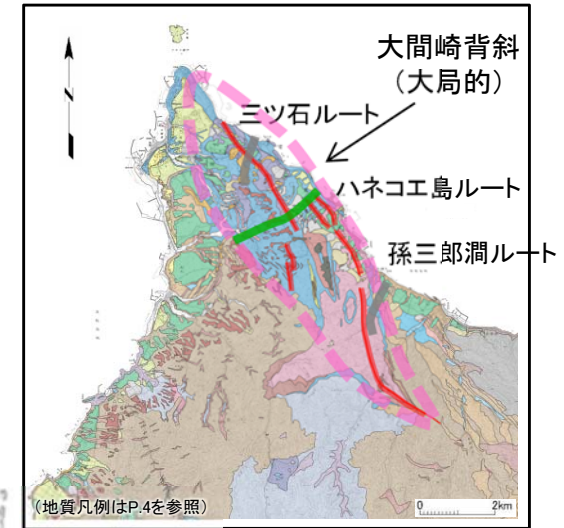 大間崎背斜
（大局的）
三ツ石ルート
ハネコエ島ルート
孫三郎澗ルート
N
(地質凡例はP.4を参照)
0 2km